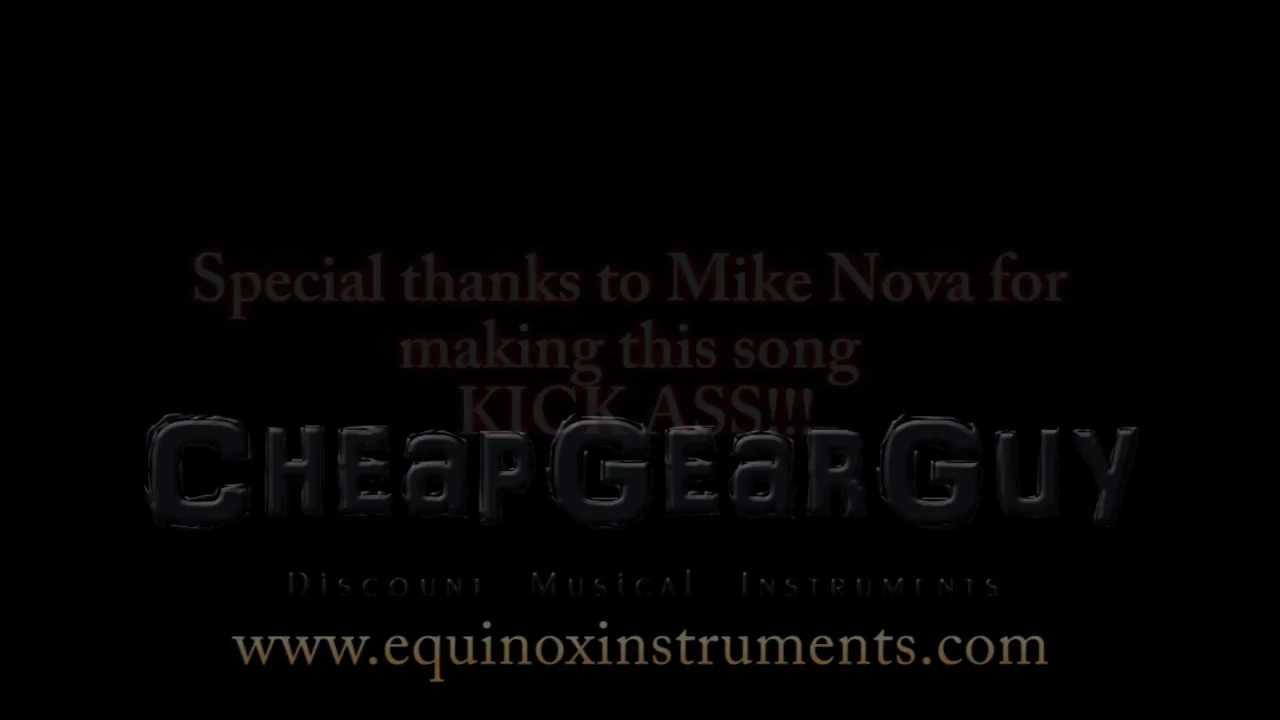 Special thanks to Mike Nova for
making this song
KICK ASS!!!
CHEaPGEaRGUY
DiSCOUNT MUSiCAL INSTRUMENTS
www.equinoxinstruments.com